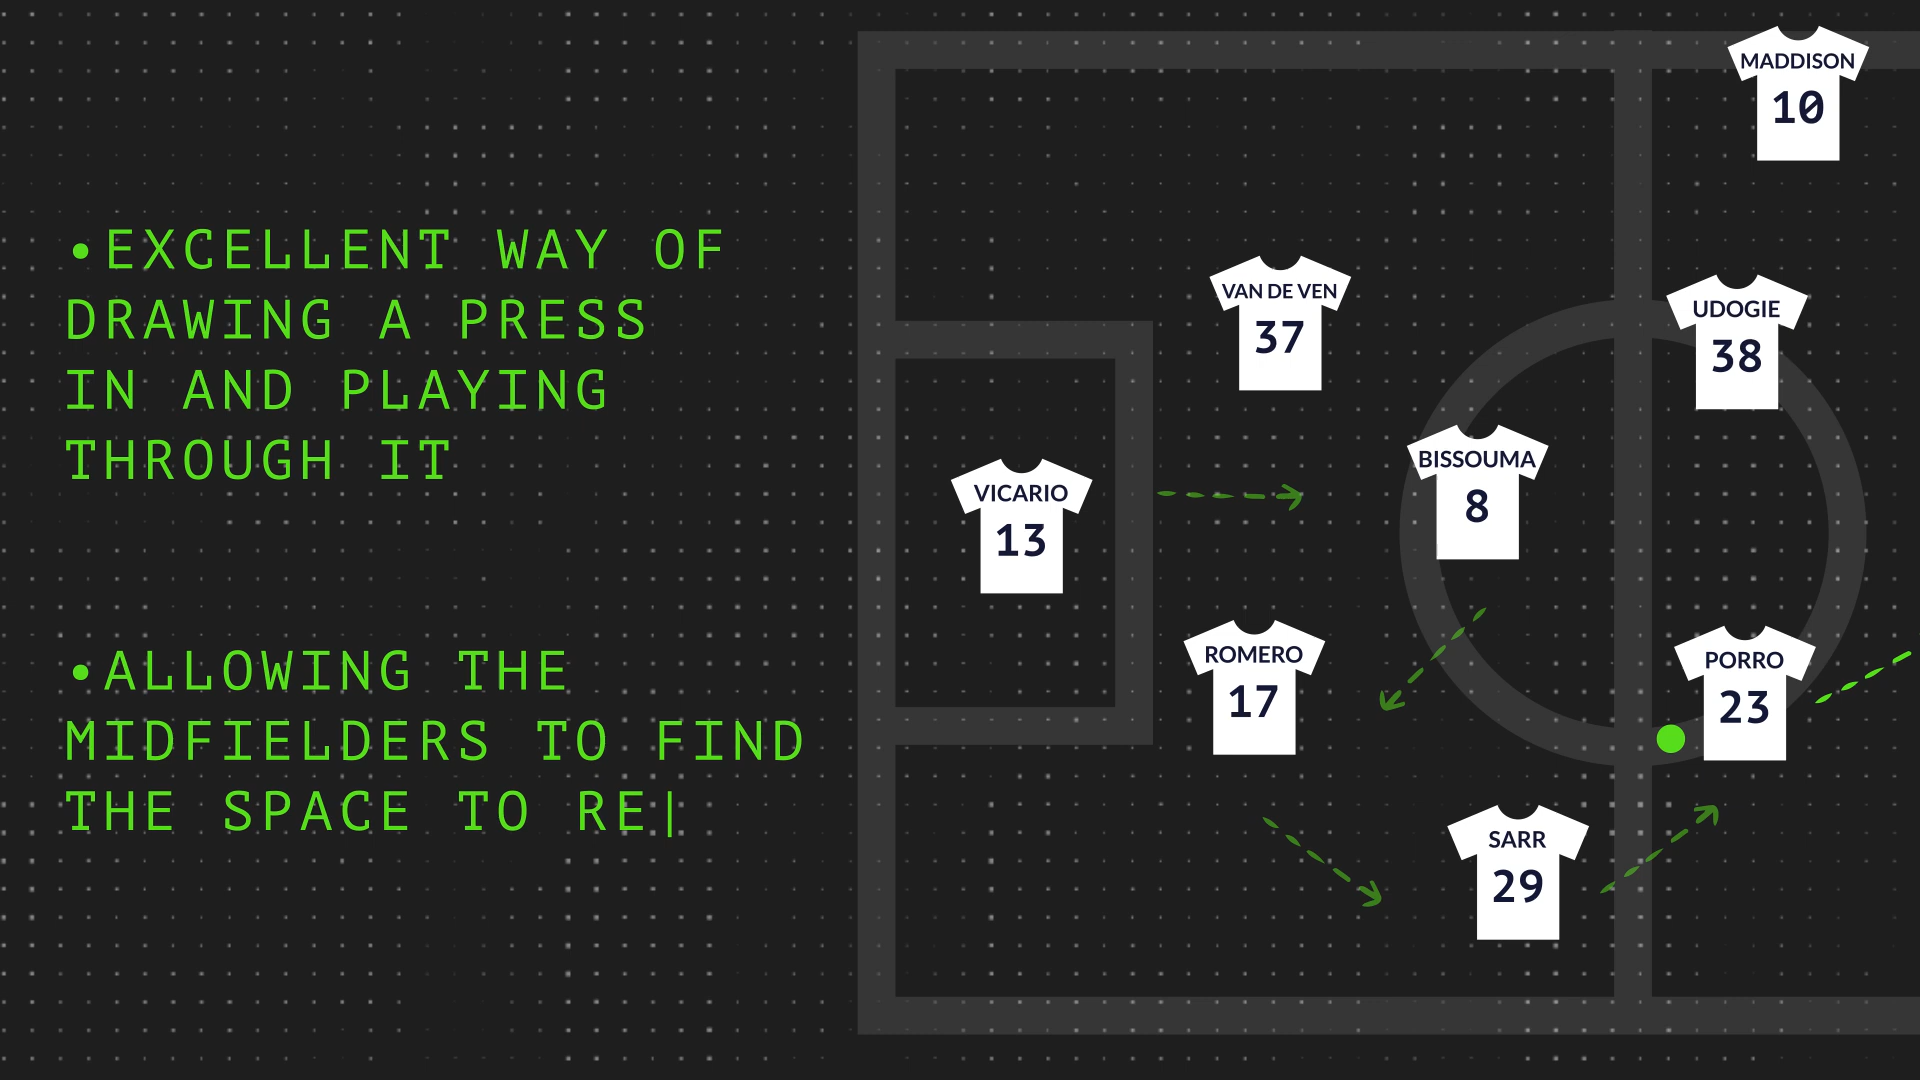 •EXCELLENT WAY OF
DRAWING A PRESS
IN AND PLAYING
THROUGH IT
•ALLOWING THE
MIDFIELDERS TO FIND
THE SPACE TO RE|
MADDISON
10
VAN DE VEN
37
UDOGIE
38
BISSOUMA
8
VICARIO
13
ROMERO
17
PORRO
23
SARR
29